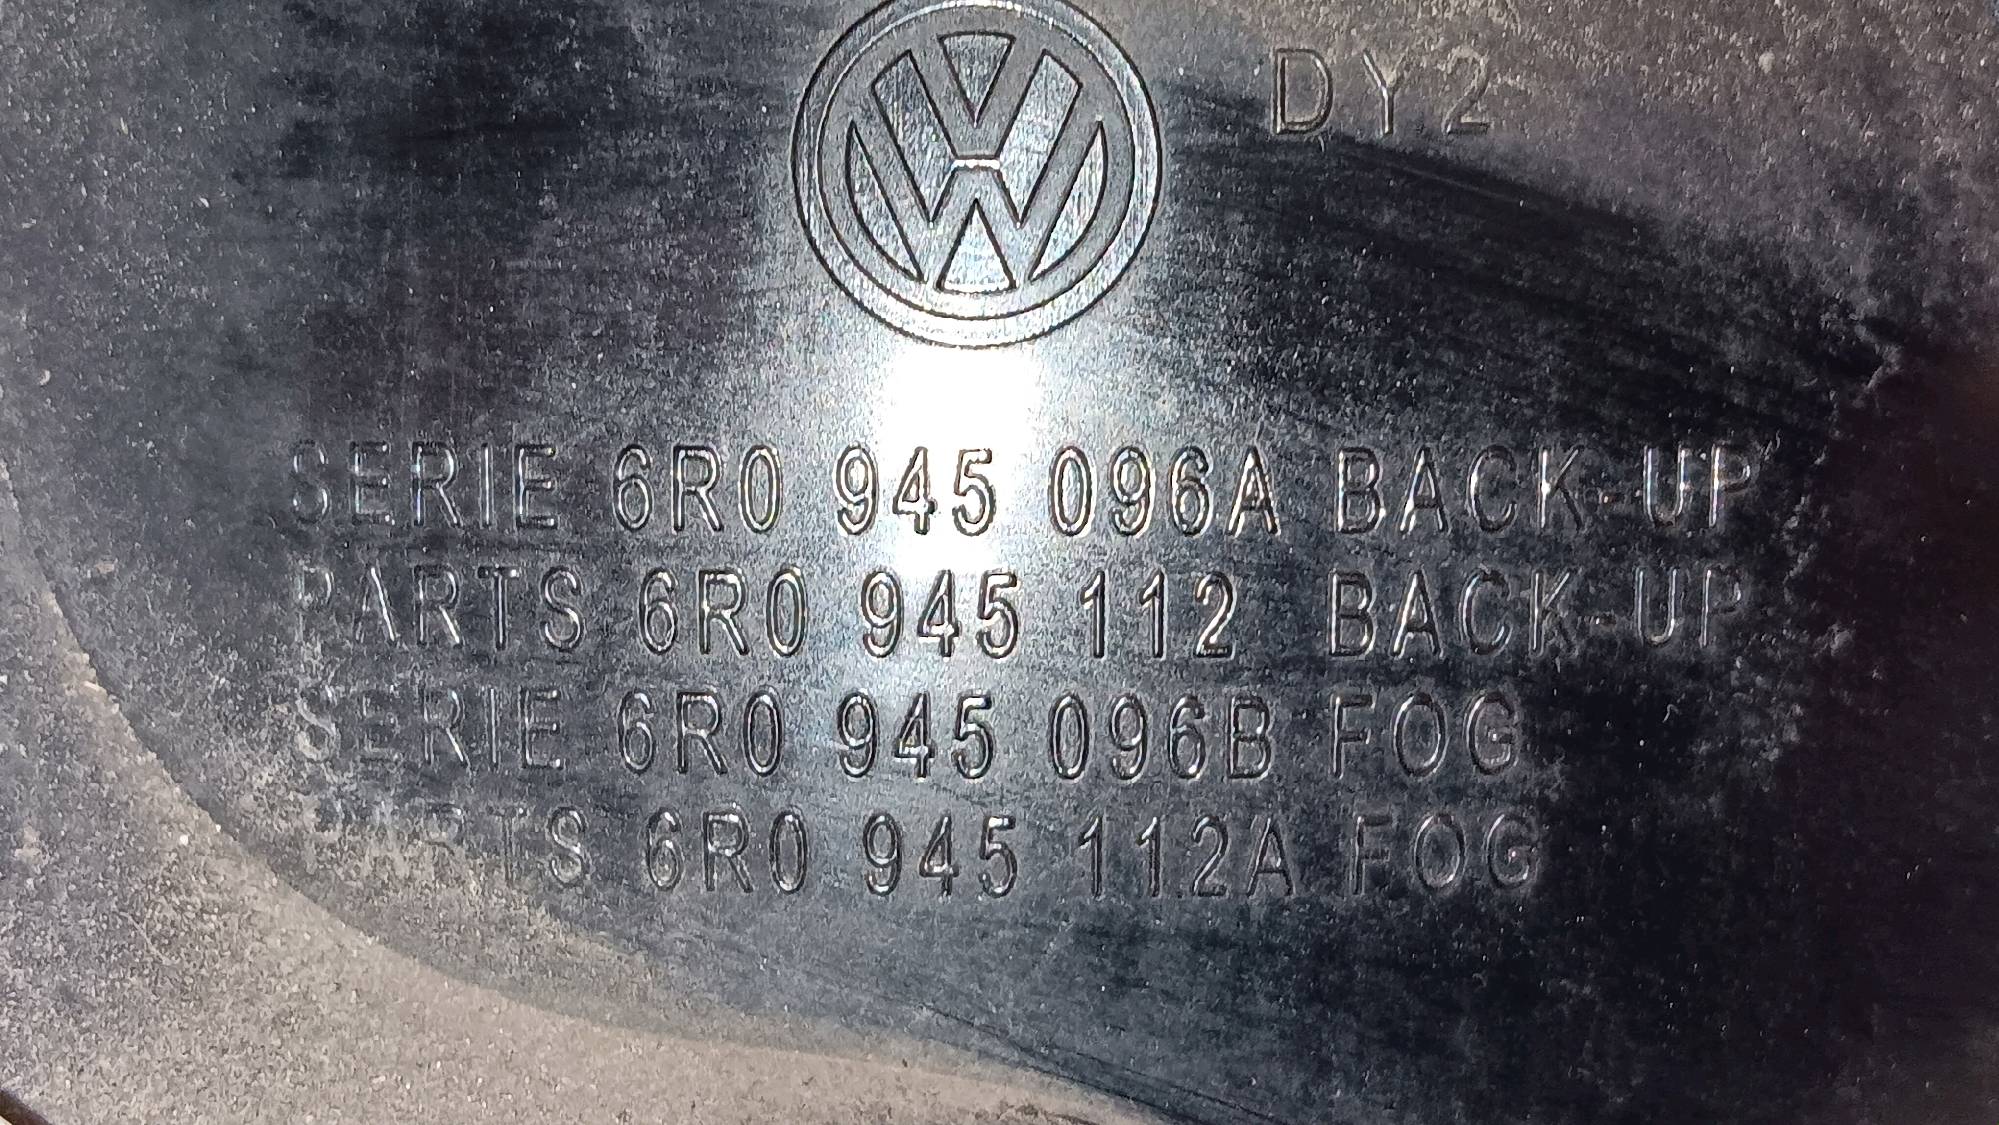 DY2
SERIE 6R0 945 096A BACK-UP
PARTS 6R0 945 112 BACK-UP
SERIE 6R0 945 096B FOG
PARTS 6R0 945 112A FOG